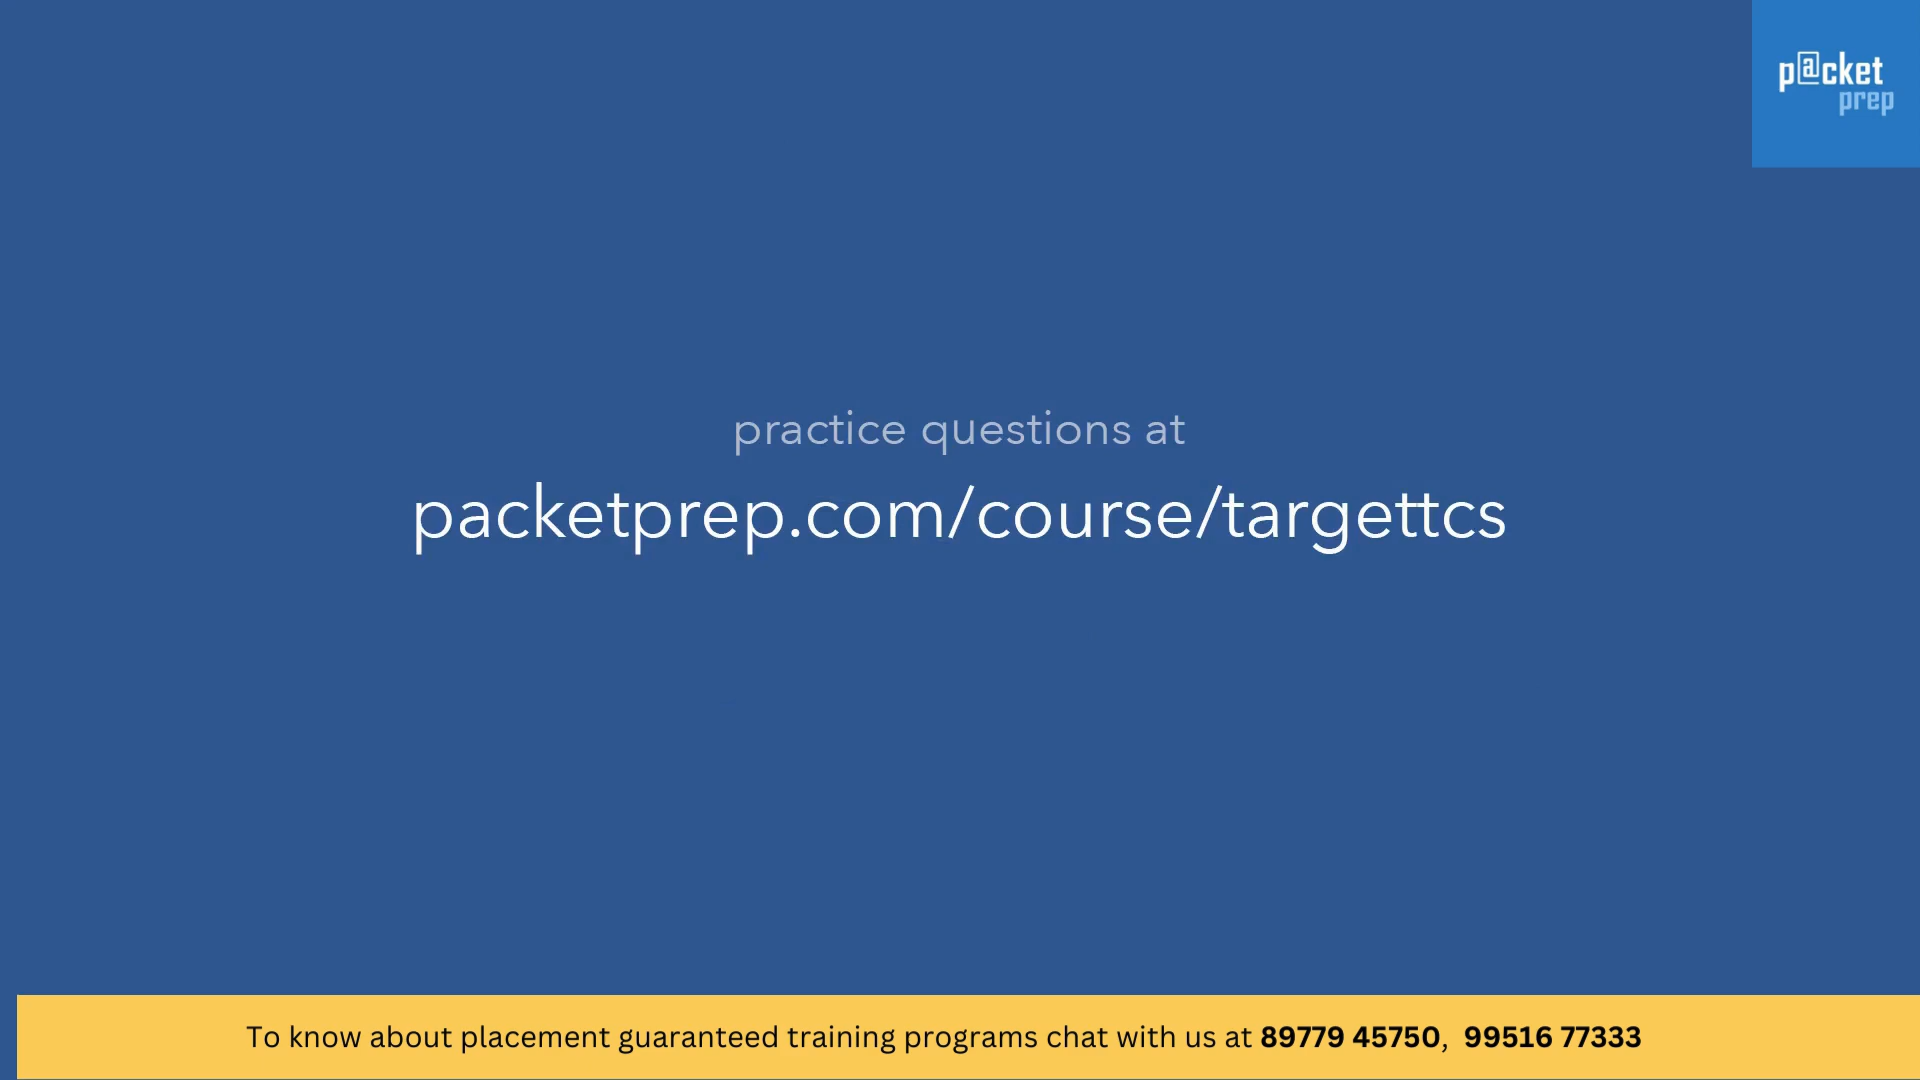 p@cket
prep
practice questions at
packetprep.com/course/targettcs
To know about placement guaranteed training programs chat with us at 89779 45750, 99516 77333